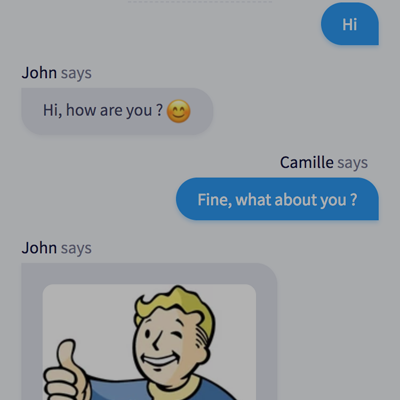 Hi
John says
Hi, how are you ? 😊
Camille says
Fine, what about you ?
John says